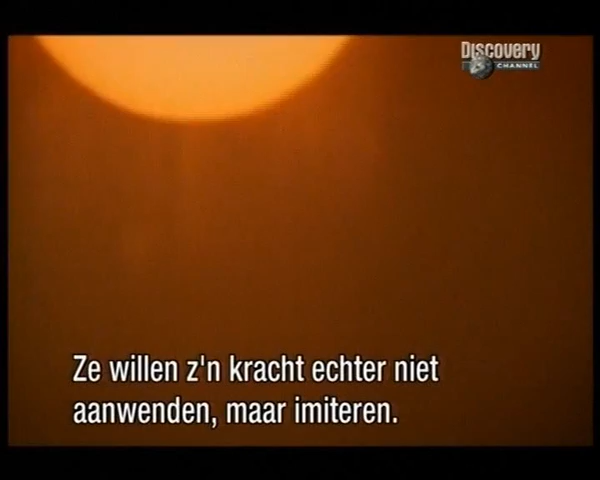 Discovery
CHANNEL
Ze willen z'n kracht echter niet
aanwenden, maar imiteren.